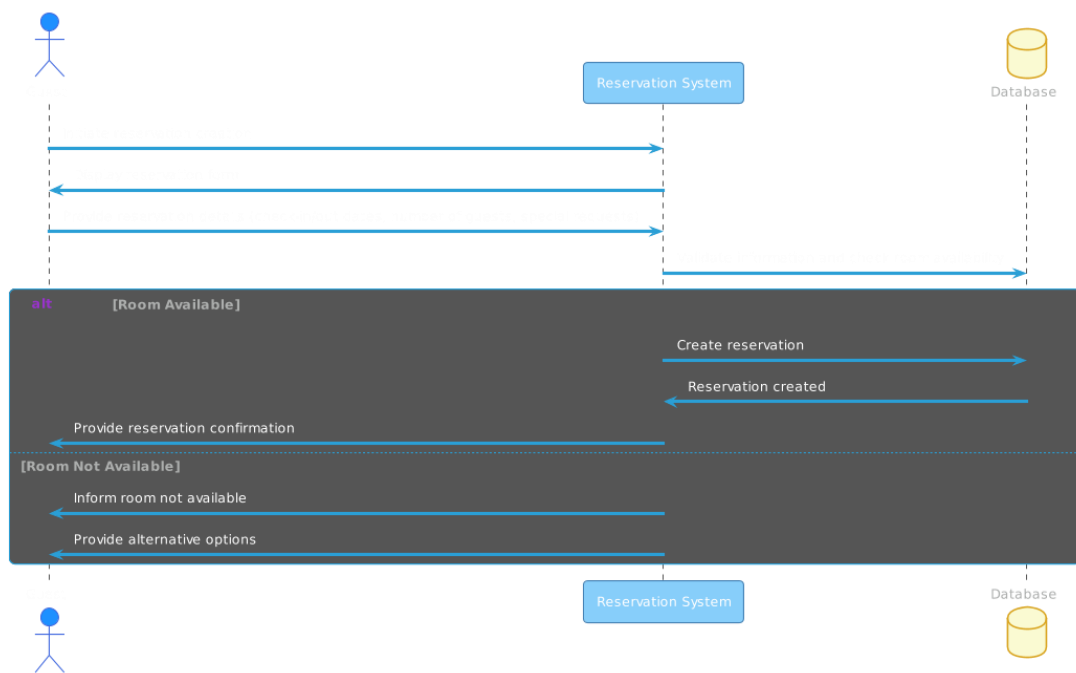 Reservation System
Database
alt
[Room Available]
Create reservation
Reservation created
Provide reservation confirmation
[Room Not Available]
Inform room not available
Provide alternative options
Reservation System
Database